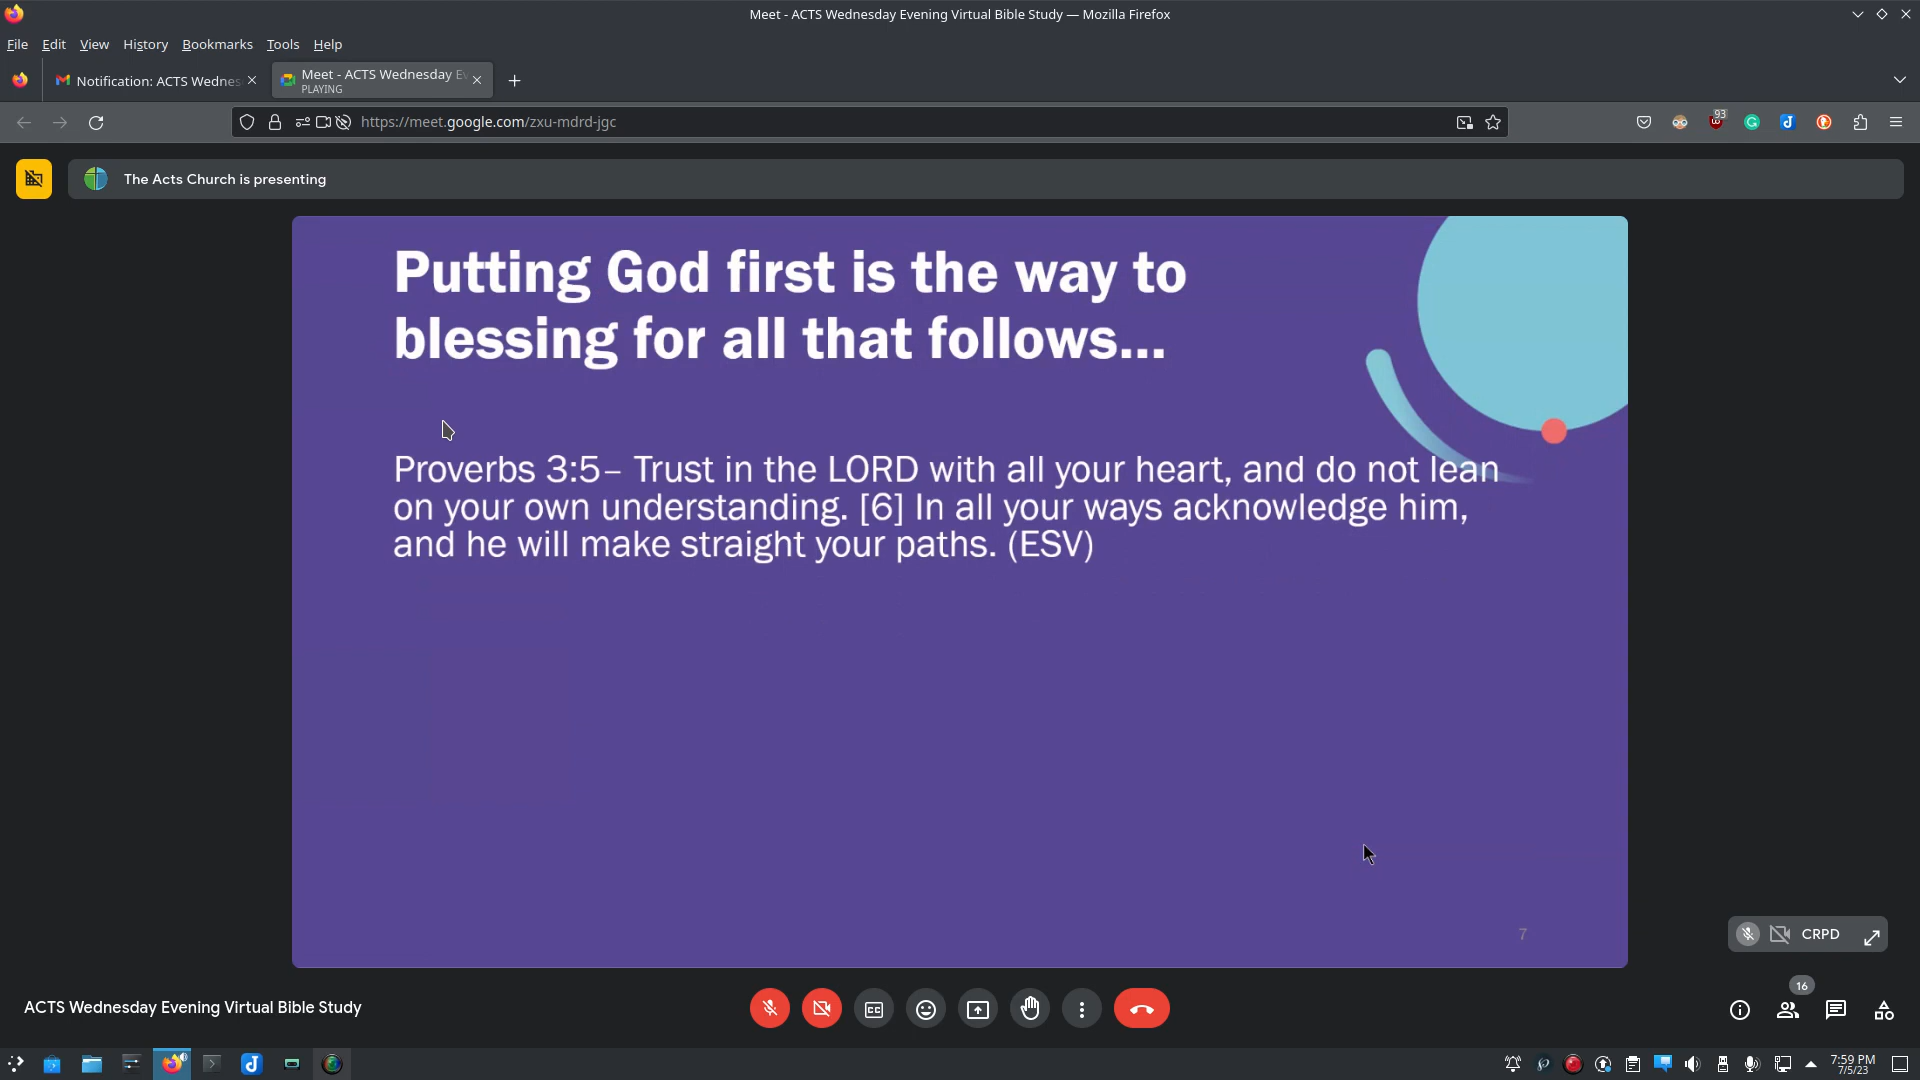 Meet - ACTS Wednesday Evening Virtual Bible Study — Mozilla Firefox
File Edit View History Bookmarks Tools Help
Notification: ACTS Wednes
Meet - ACTS Wednesday Ev
PLAYING
https://meet.google.com/zxu-mdrd-jgc
93
The Acts Church is presenting
Putting God first is the way to
blessing for all that follows...
Proverbs 3:5– Trust in the LORD with all your heart, and do not lean
on your own understanding. [6] In all your ways acknowledge him,
and he will make straight your paths. (ESV)
7
CRPD
16
ACTS Wednesday Evening Virtual Bible Study
CC
7:59 PM
7/5/23